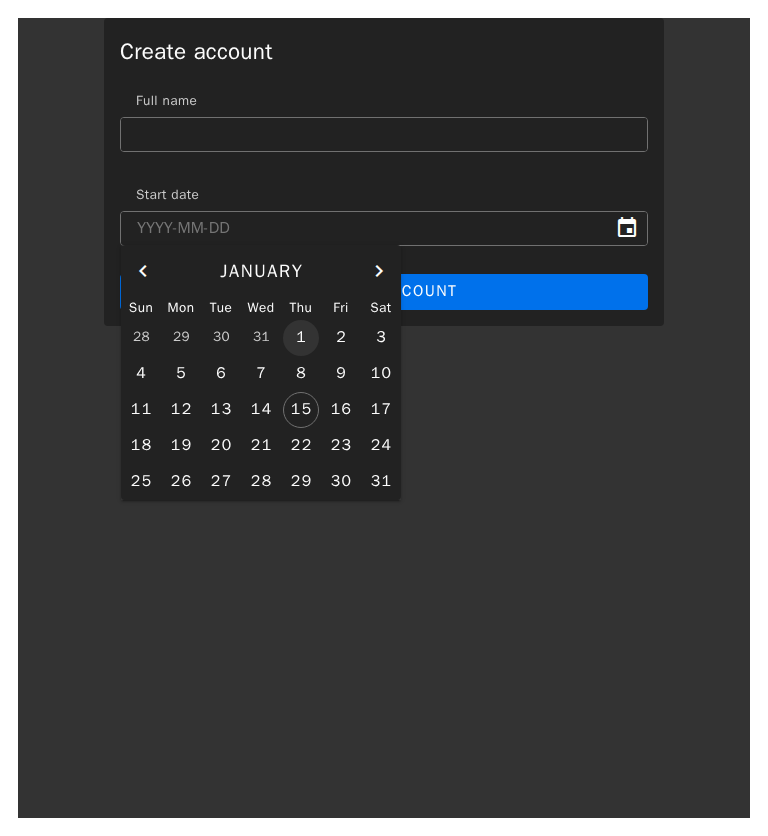 Create account
Full name
Start date
YYYY-MM-DD
JANUARY
COUNT
Sun Mon Tue Wed Thu Fri Sat
28 29 30 31 1 2 3
4 5 6 7 8 9 10
11 12 13 14 15 16 17
18 19 20 21 22 23 24
25 26 27 28 29 30 31